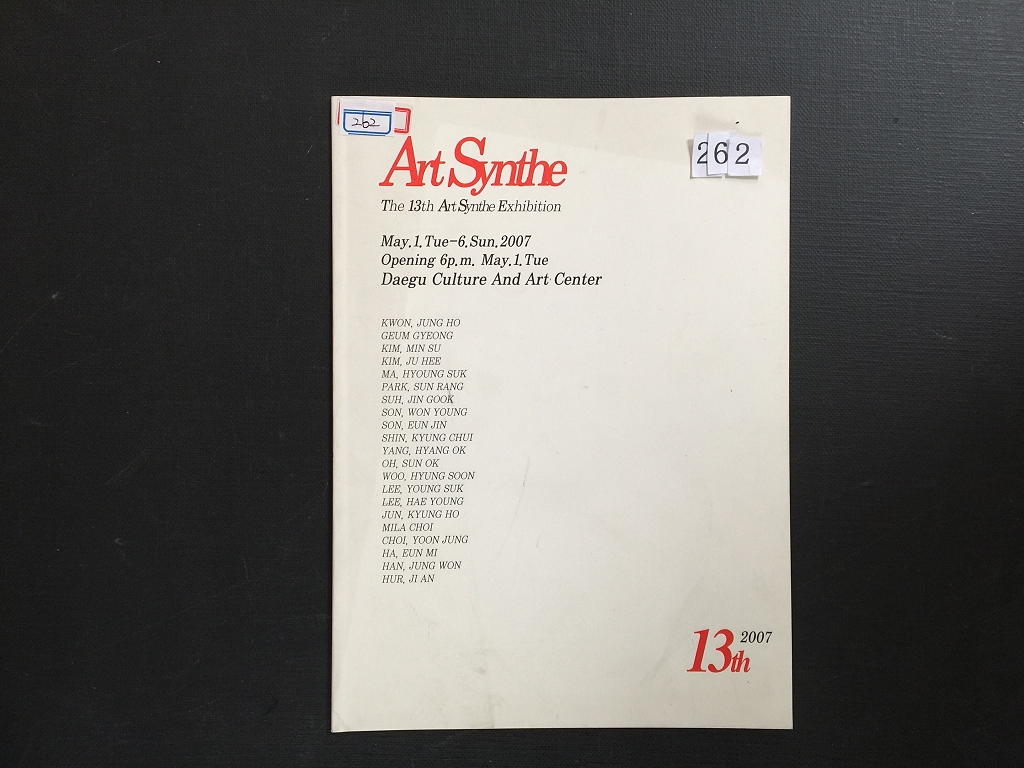 262
262
Art Synthe
The 13th Art Synthe Exhibition
May.1.Tue-6.Sun.2007
Opening 6p.m. May.1.Tue
Daegu Culture And Art Center
KWON, JUNG HO
GEUM GYEONG
KIM, MIN SU
KIM, JU HEE
MA, HYOUNG SUK
PARK, SUN RANG
SUH, JIN GOOK
SON, WON YOUNG
SON, EUN JIN
SHIN, KYUNG CHUI
YANG, HYANG OK
OH, SUN OK
WOO, HYUNG SOON
LEE, YOUNG SUK
LEE, HAE YOUNG
JUN, KYUNG HO
MILA CHOI
CHOI, YOON JUNG
HA, EUN MI
HAN, JUNG WON
HUR, JI AN
13th 2007